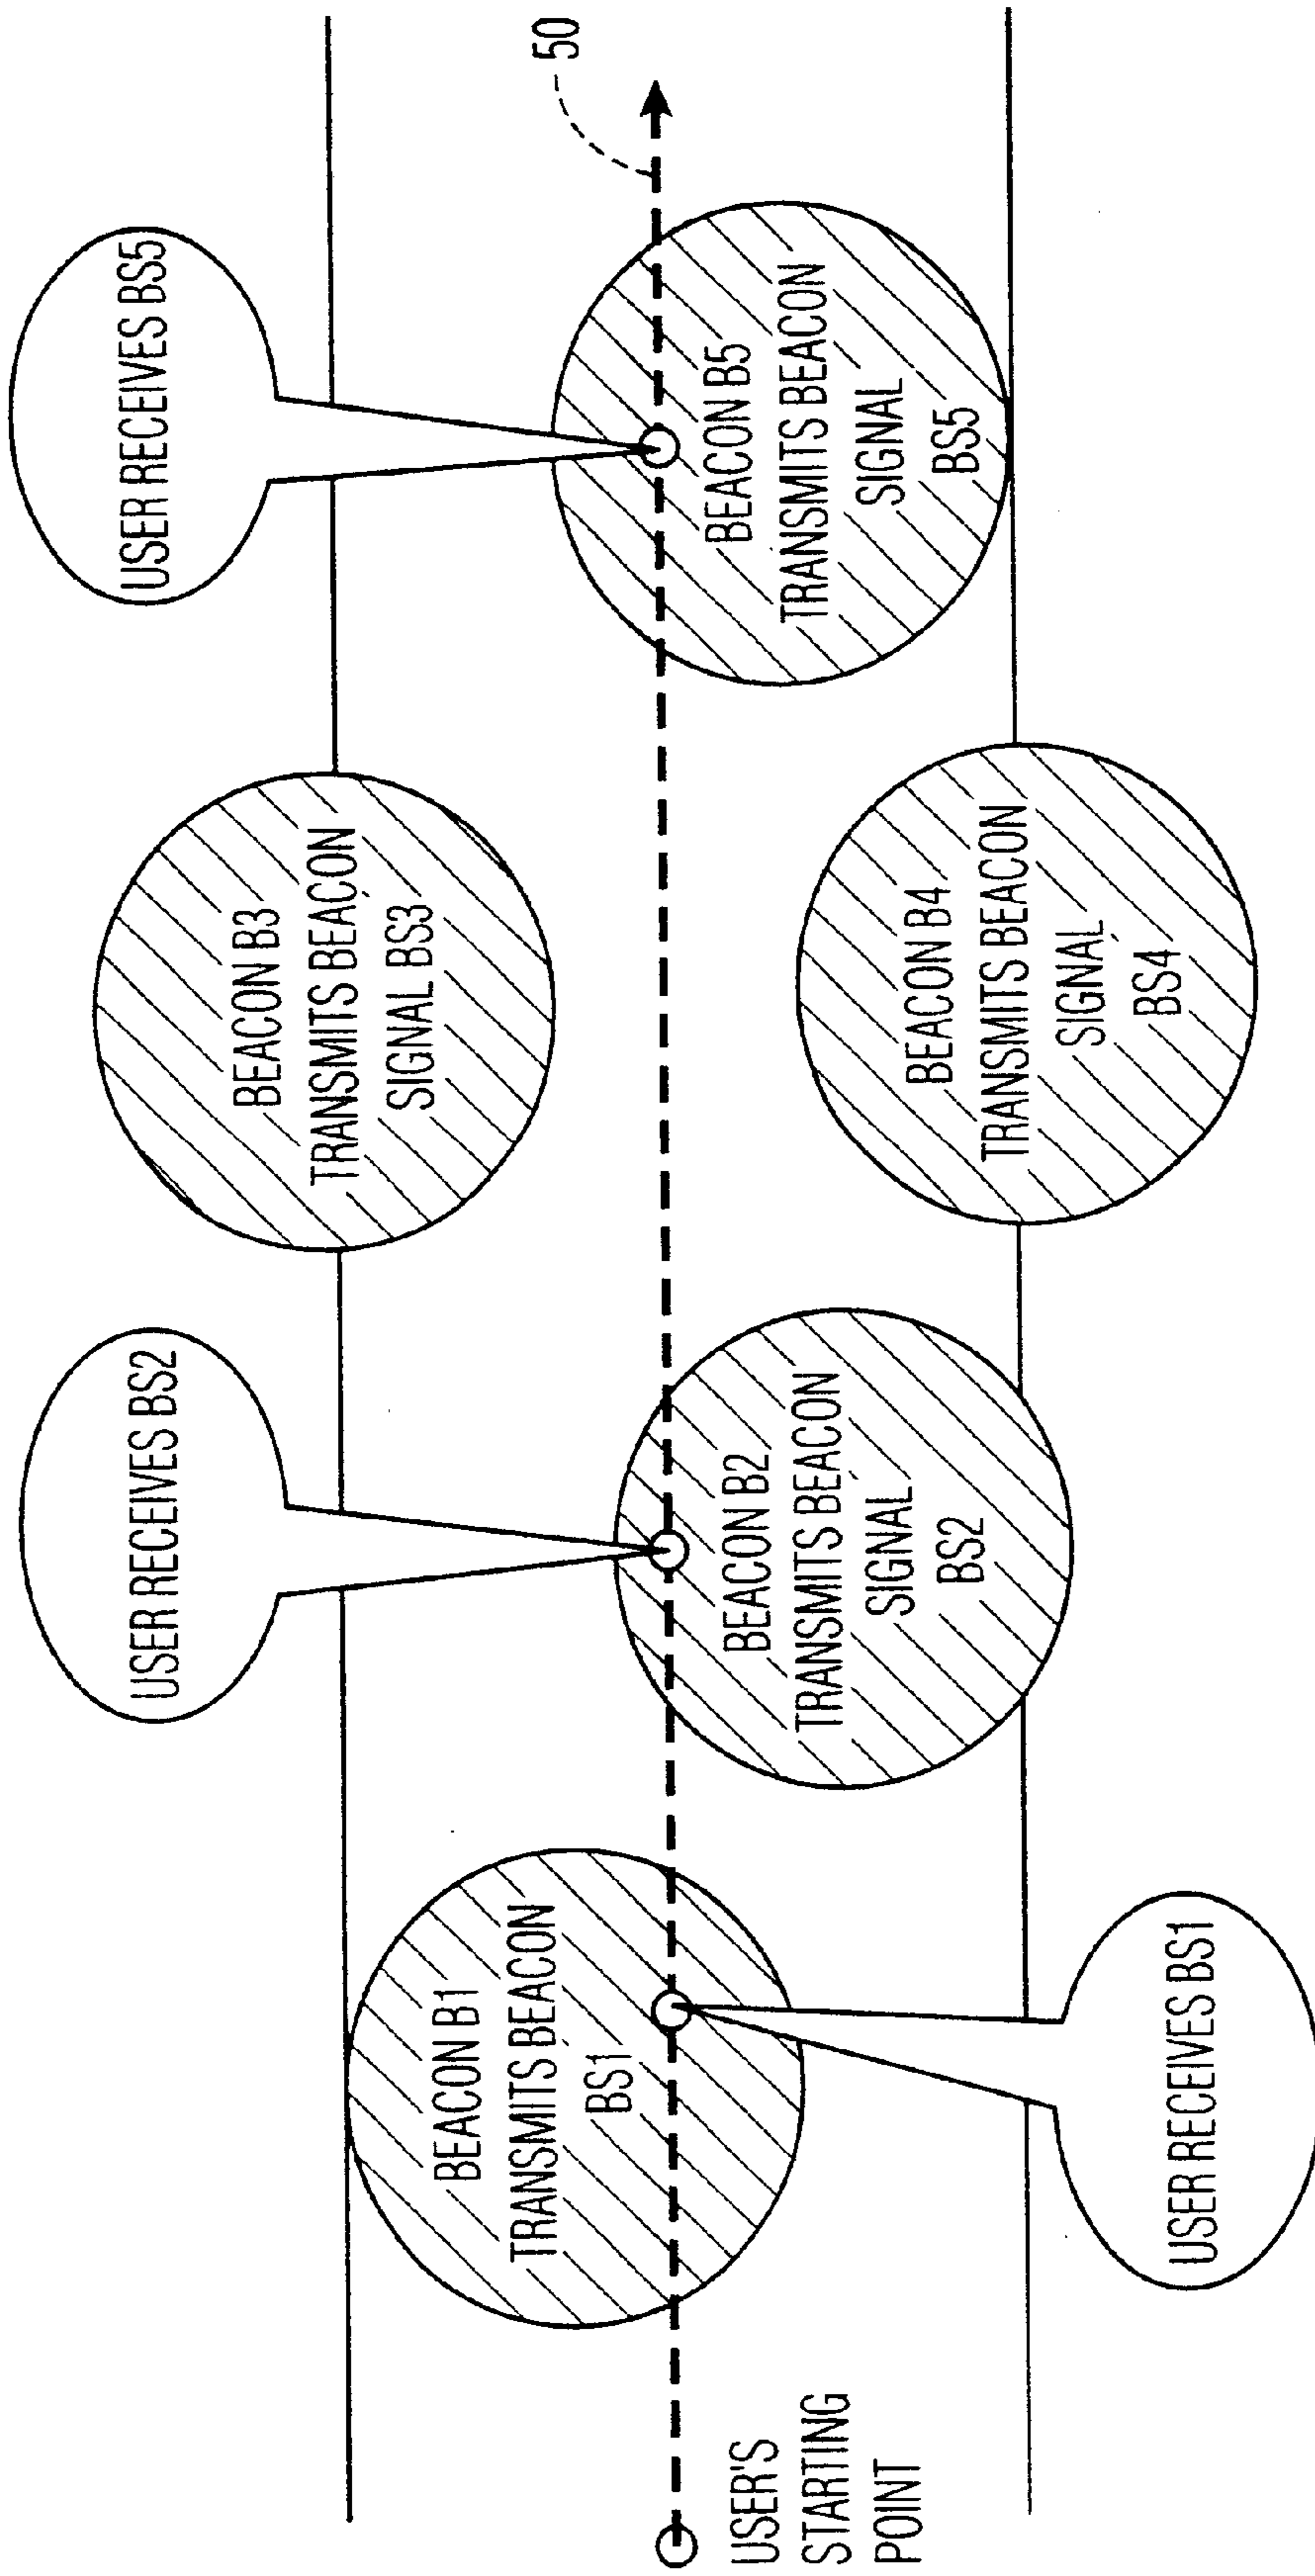 USER RECEIVES BS2
USER RECEIVES BS5
BEACON B3
TRANSMITS BEACON
SIGNAL BS3
50
BEACON B1
TRANSMITS BEACON
BS1
USER'S
STARTING
POINT
BEACON B2
TRANSMITS BEACON
SIGNAL
BS2
BEACON B5
TRANSMITS BEACON
SIGNAL
BS5
BEACON B4
TRANSMITS BEACON
SIGNAL
BS4
USER RECEIVES BS1